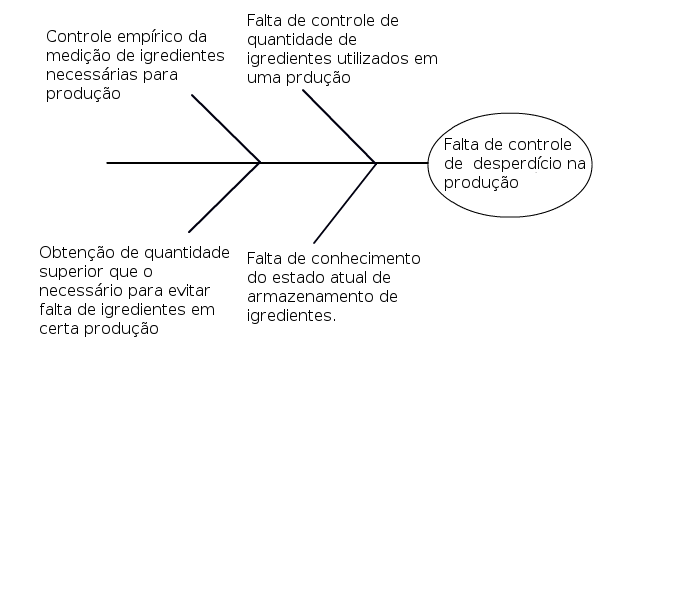 Controle empírico da
medição de igredientes
necessárias para
produção
Falta de controle de
quantidade de
igredientes utilizados em
uma prdução
Falta de controle
de  desperdício na
produção
Obtenção de quantidade
superior que o
necessário para evitar
falta de igredientes em
certa produção
Falta de conhecimento
do estado atual de
armazenamento de
igredientes.